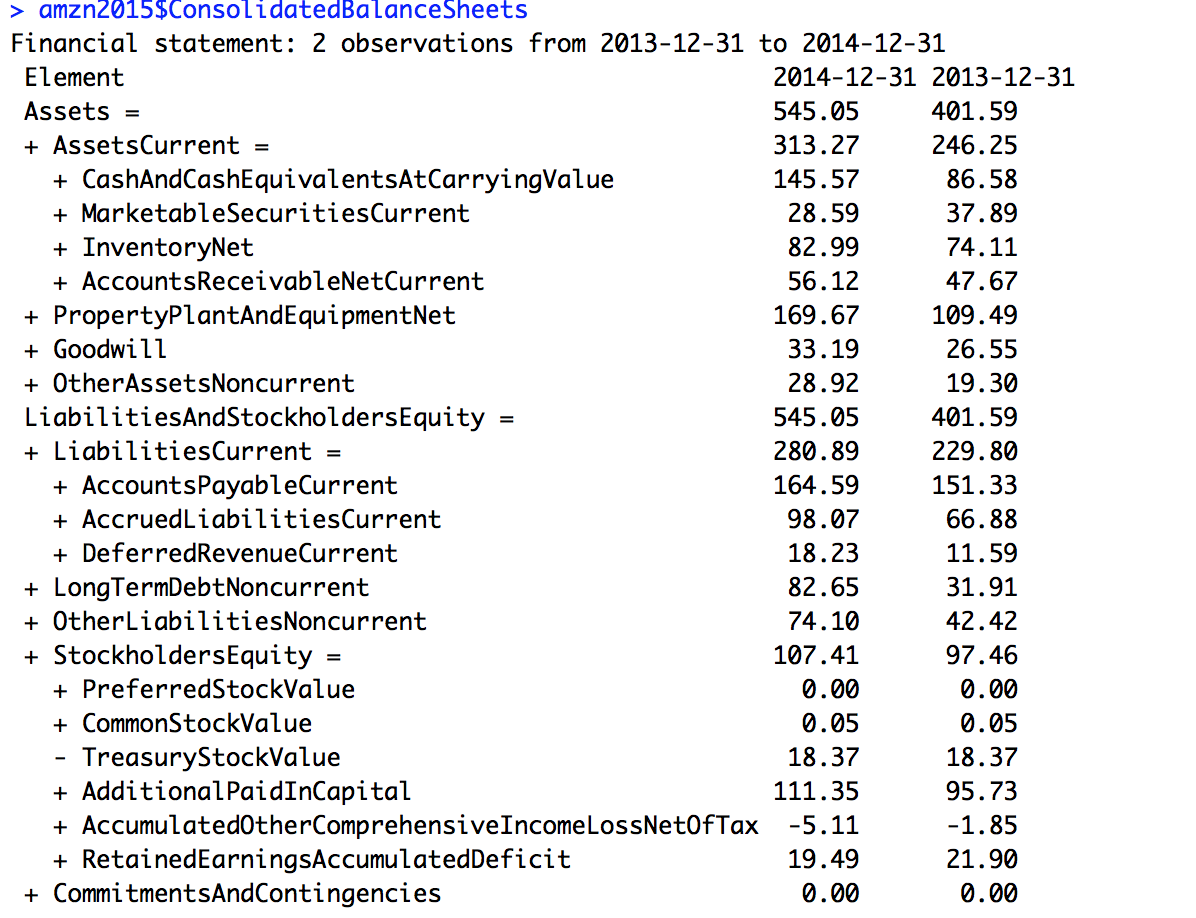 > amzn2015$ConsolidatedBalanceSheets
Financial statement: 2 observations from 2013-12-31 to 2014-12-31
Element 2014-12-31 2013-12-31
Assets = 545.05 401.59
+ AssetsCurrent = 313.27 246.25
+ CashAndCashEquivalentsAtCarryingValue 145.57 86.58
+ MarketableSecuritiesCurrent 28.59 37.89
+ InventoryNet 82.99 74.11
+ AccountsReceivableNetCurrent 56.12 47.67
+ PropertyPlantAndEquipmentNet 169.67 109.49
+ Goodwill 33.19 26.55
+ OtherAssetsNoncurrent 28.92 19.30
LiabilitiesAndStockholdersEquity = 545.05 401.59
+ LiabilitiesCurrent = 280.89 229.80
+ AccountsPayableCurrent 164.59 151.33
+ AccruedLiabilitiesCurrent 98.07 66.88
+ DeferredRevenueCurrent 18.23 11.59
+ LongTermDebtNoncurrent 82.65 31.91
+ OtherLiabilitiesNoncurrent 74.10 42.42
+ StockholdersEquity = 107.41 97.46
+ PreferredStockValue 0.00 0.00
+ CommonStockValue 0.05 0.05
- TreasuryStockValue 18.37 18.37
+ AdditionalPaidInCapital 111.35 95.73
+ AccumulatedOtherComprehensiveIncomeLossNetOfTax -5.11 -1.85
+ RetainedEarningsAccumulatedDeficit 19.49 21.90
+ CommitmentsAndContingencies 0.00 0.00